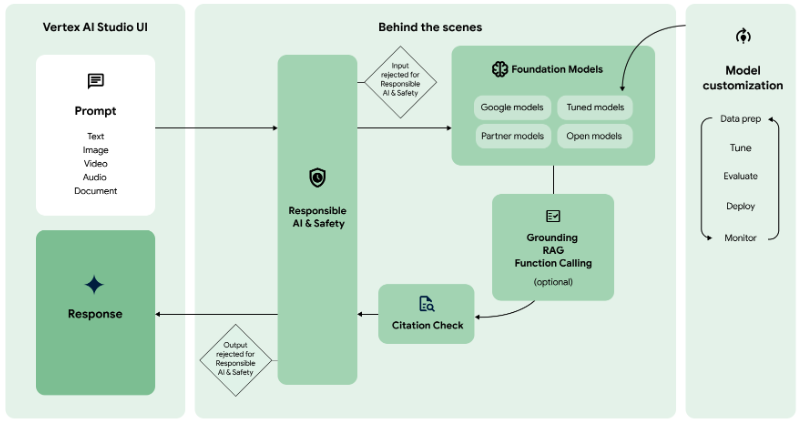 Vertex AI Studio UI
Prompt
Text
Image
Video
Audio
Document
Response
Behind the scenes
Responsible
AI & Safety
Input
rejected for
Responsible
AI & Safety
Output
rejected for
Responsible
AI & Safety
Foundation Models
Google models
Tuned models
Partner models
Open models
Grounding
RAG
Function Calling
(optional)
Citation Check
Model
customization
Data prep
Tune
Evaluate
Deploy
Monitor